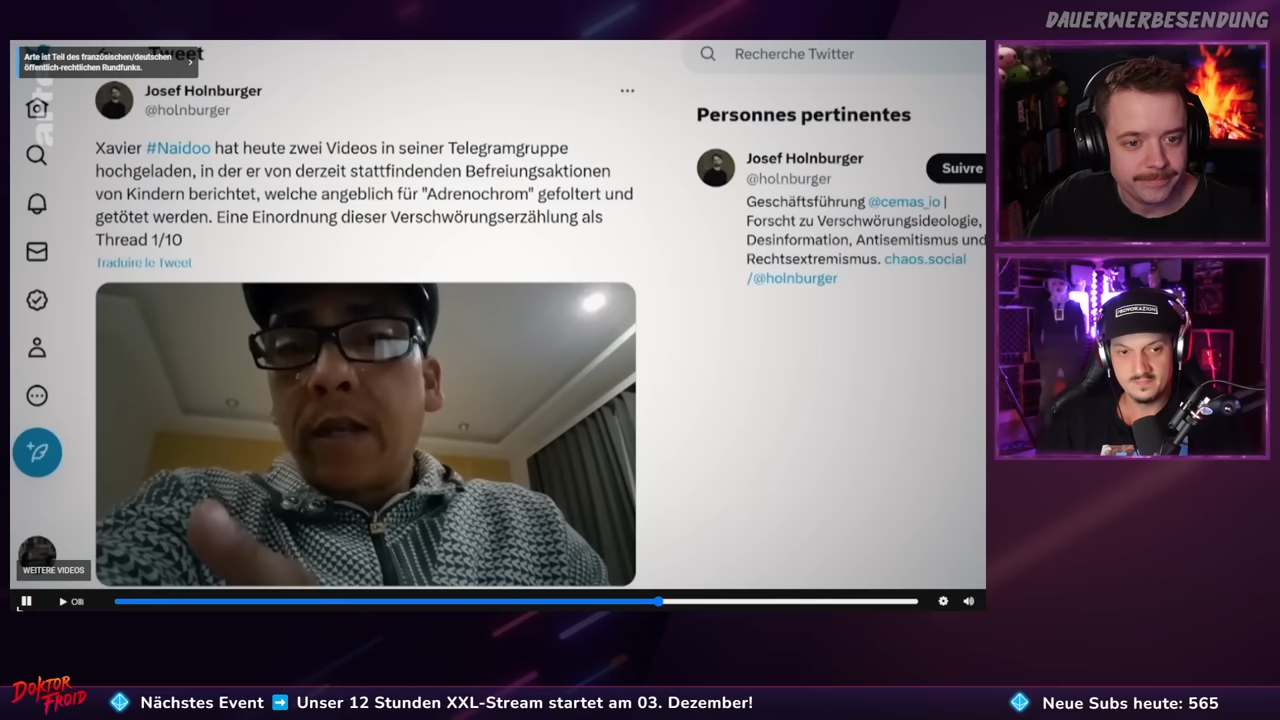 DAUERWERBESENDUNG
Tweet
Arte ist Teil des französischen/deutschen
öffentlich-rechtlichen Rundfunks.
arte
Recherche Twitter
Josef Holnburger
@holnburger
Xavier #Naidoo hat heute zwei Videos in seiner Telegramgruppe
hochgeladen, in der er von derzeit stattfindenden Befreiungsaktionen
von Kindern berichtet, welche angeblich für "Adrenochrom" gefoltert und
getötet werden. Eine Einordnung dieser Verschwörungserzählung als
Thread 1/10
Traduire le Tweet
Personnes pertinentes
Josef Holnburger
@holnburger
Suivre
Geschäftsführung @cemas_io |
Forscht zu Verschwörungsideologie,
Desinformation, Antisemitismus und
Rechtsextremismus. chaos.social
/@holnburger
PROVOKAZION
WEITERE VIDEOS
DOKTOR
FROID
Nächstes Event ➡ Unser 12 Stunden XXL-Stream startet am 03. Dezember!
Neue Subs heute: 565